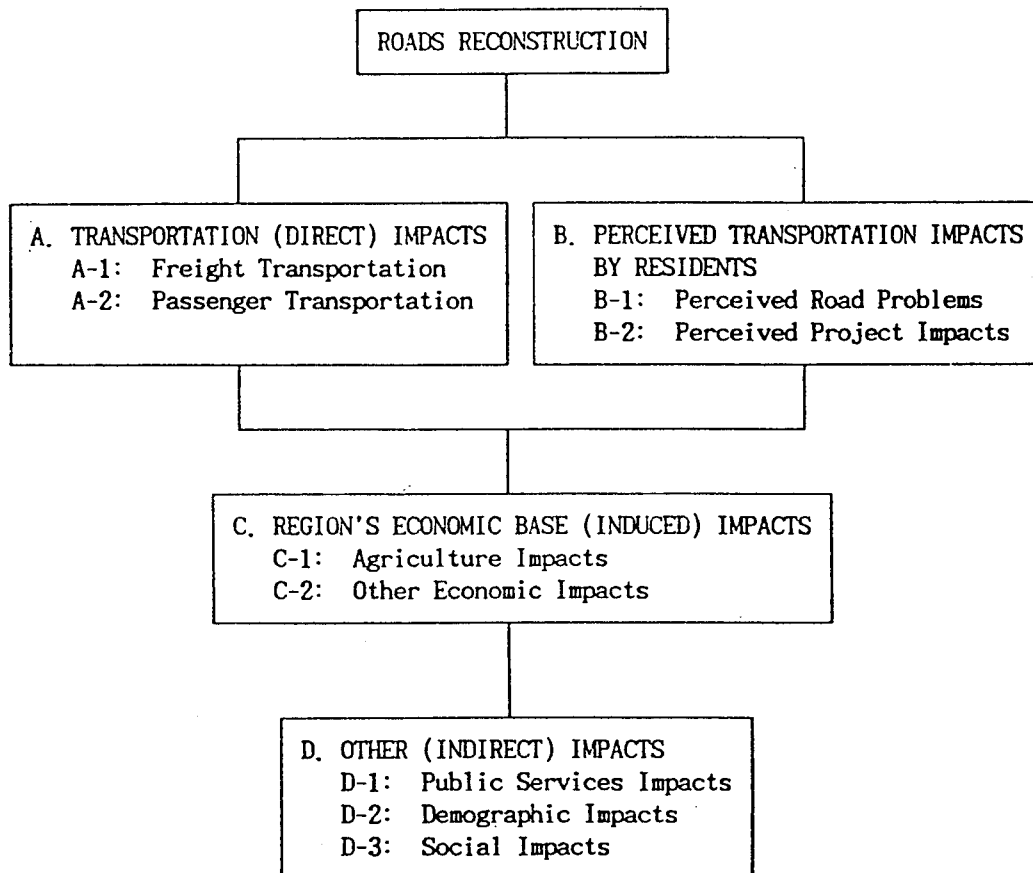 ROADS RECONSTRUCTION
A. TRANSPORTATION (DIRECT) IMPACTS
A-1: Freight Transportation
A-2: Passenger Transportation
B. PERCEIVED TRANSPORTATION IMPACTS
BY RESIDENTS
B-1: Perceived Road Problems
B-2: Perceived Project Impacts
C. REGION'S ECONOMIC BASE (INDUCED) IMPACTS
C-1: Agriculture Impacts
C-2: Other Economic Impacts
D. OTHER (INDIRECT) IMPACTS
D-1: Public Services Impacts
D-2: Demographic Impacts
D-3: Social Impacts